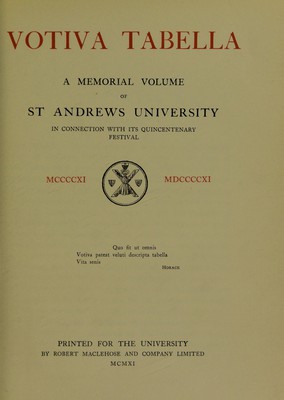 VOTIVA TABELLA
A MEMORIAL VOLUME
OF
ST ANDREWS UNIVERSITY
IN CONNECTION WITH ITS QUINCENTENARY
FESTIVAL
MCCCCXI MDCCCCXI
Quo fit ut omnis
Votiva pateat veluti descripta tabella
Vita senis
HORACE
PRINTED FOR THE UNIVERSITY
BY ROBERT MACLEHOSE AND COMPANY LIMITED
MCMXI